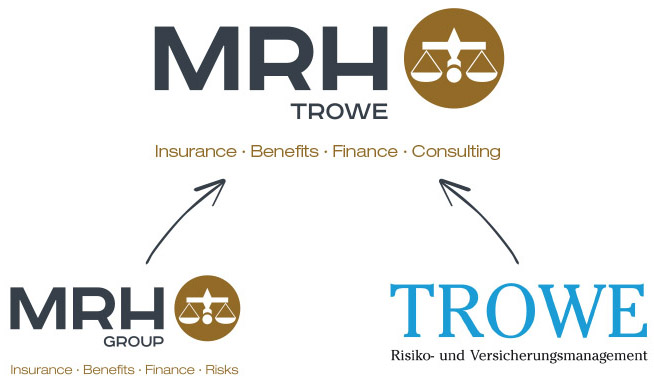 MRH
TROWE
Insurance · Benefits · Finance · Consulting
MRH
GROUP
Insurance · Benefits · Finance · Risks
TROWE
Risiko- und Versicherungsmanagement